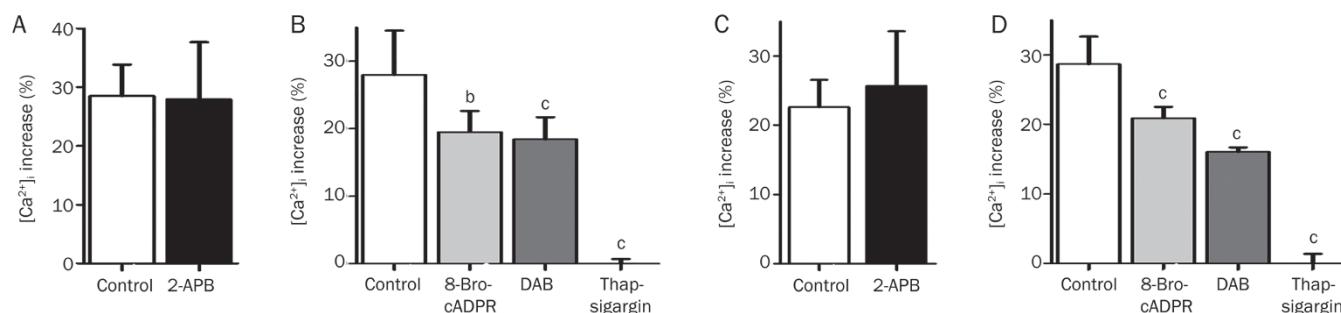 A
[Ca²⁺]ᵢ increase (%)
40
30
20
10
0
Control
2-APB
B
[Ca²⁺]ᵢ increase (%)
30
20
10
0
b
c
c
Control
8-Bro-
cADPR
DAB
Thap-
sigargin
C
[Ca²⁺]ᵢ increase (%)
30
20
10
0
Control
2-APB
D
[Ca²⁺]ᵢ increase (%)
30
20
10
0
c
c
c
Control
8-Bro-
cADPR
DAB
Thap-
sigargin